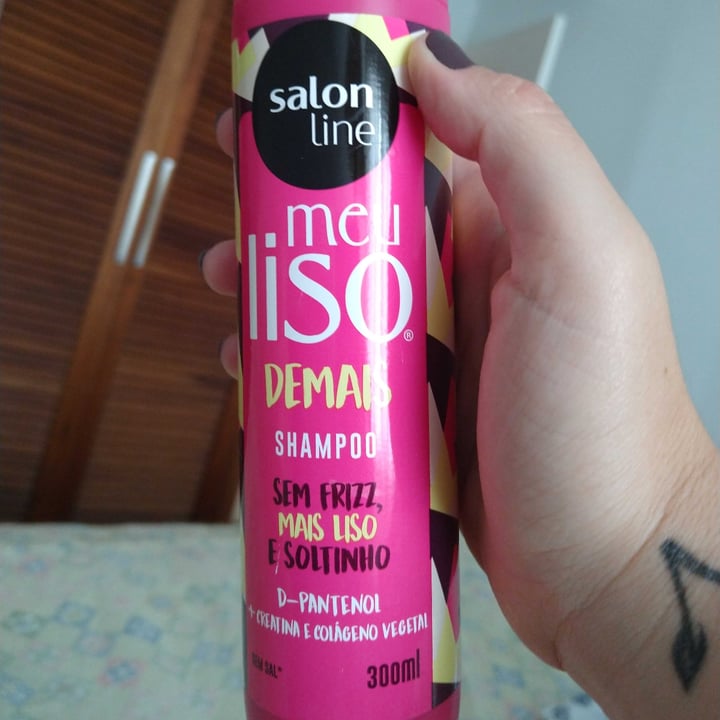 salon
line
meu
liso®
DEMAIS
SHAMPOO
SEM FRIZZ,
MAIS LISO
E SOLTINHO
D-PANTENOL
+ CREATINA E COLÁGENO VEGETAL
SEM SAL*
300ml